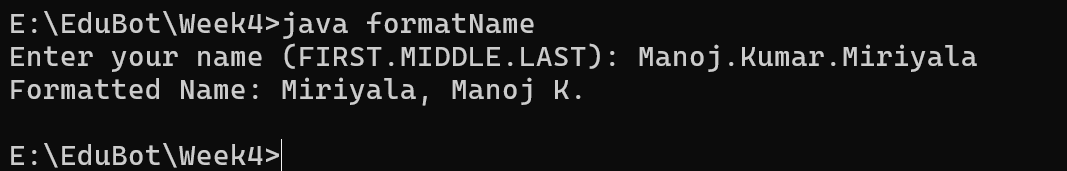 E:\EduBot\Week4>java formatName
Enter your name (FIRST.MIDDLE.LAST): Manoj.Kumar.Miriyala
Formatted Name: Miriyala, Manoj K.
E:\EduBot\Week4>